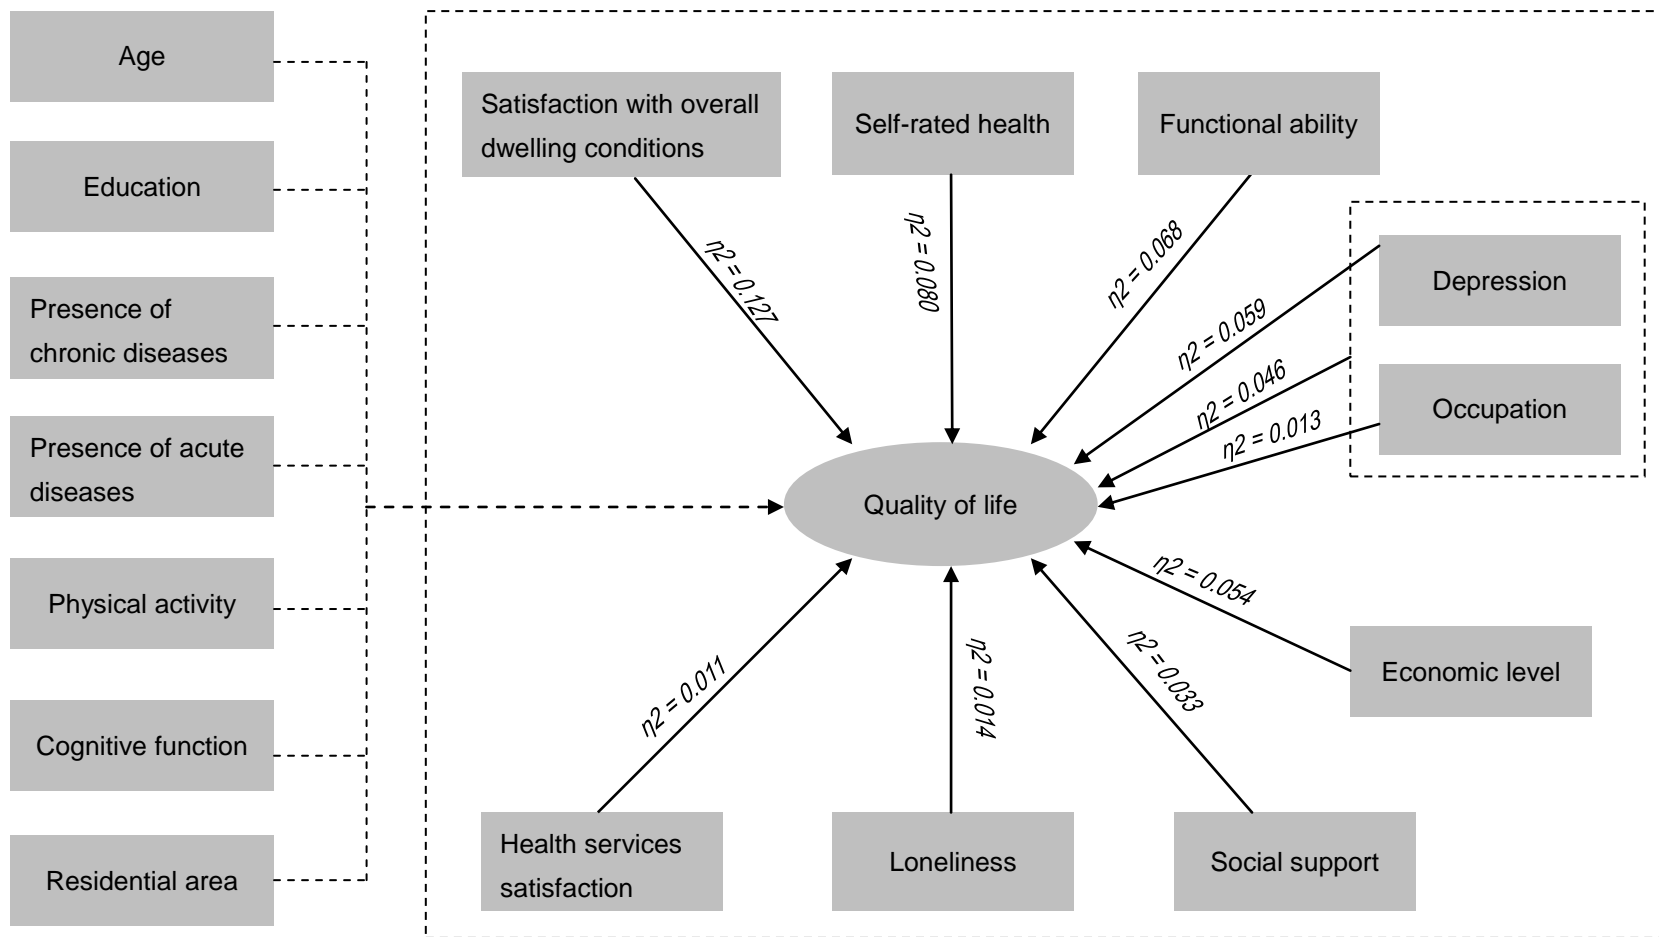 Age
Education
Presence of
chronic diseases
Presence of acute
diseases
Physical activity
Cognitive function
Residential area
Satisfaction with overall
dwelling conditions
Self-rated health
Functional ability
η2 = 0.127
η2 = 0.080
η2 = 0.068
η2 = 0.059
η2 = 0.046
η2 = 0.013
Depression
Occupation
Quality of life
η2 = 0.054
η2 = 0.033
η2 = 0.014
η2 = 0.011
Economic level
Health services
satisfaction
Loneliness
Social support